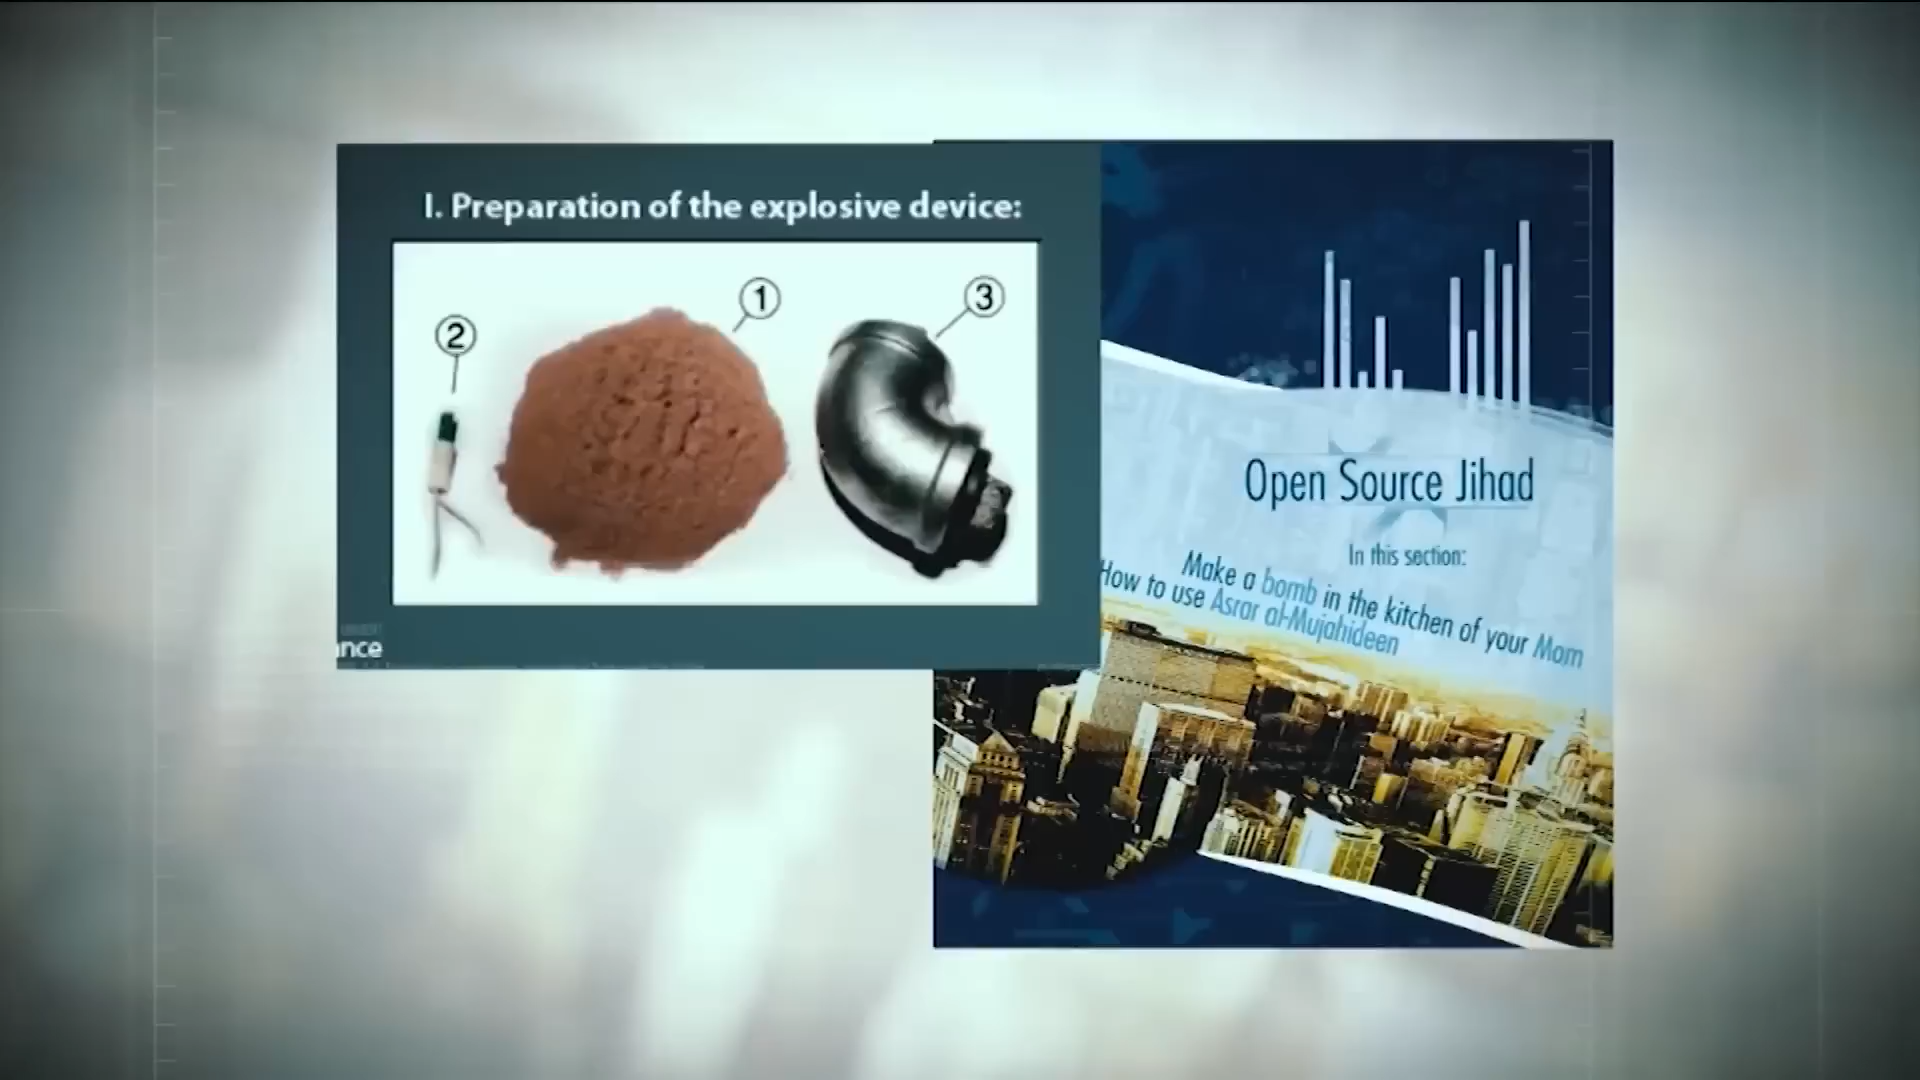 I. Preparation of the explosive device:
2
1
3
nce
Open Source Jihad
In this section:
Make a bomb in the kitchen of your Mom
How to use Asrar al-Mujahideen